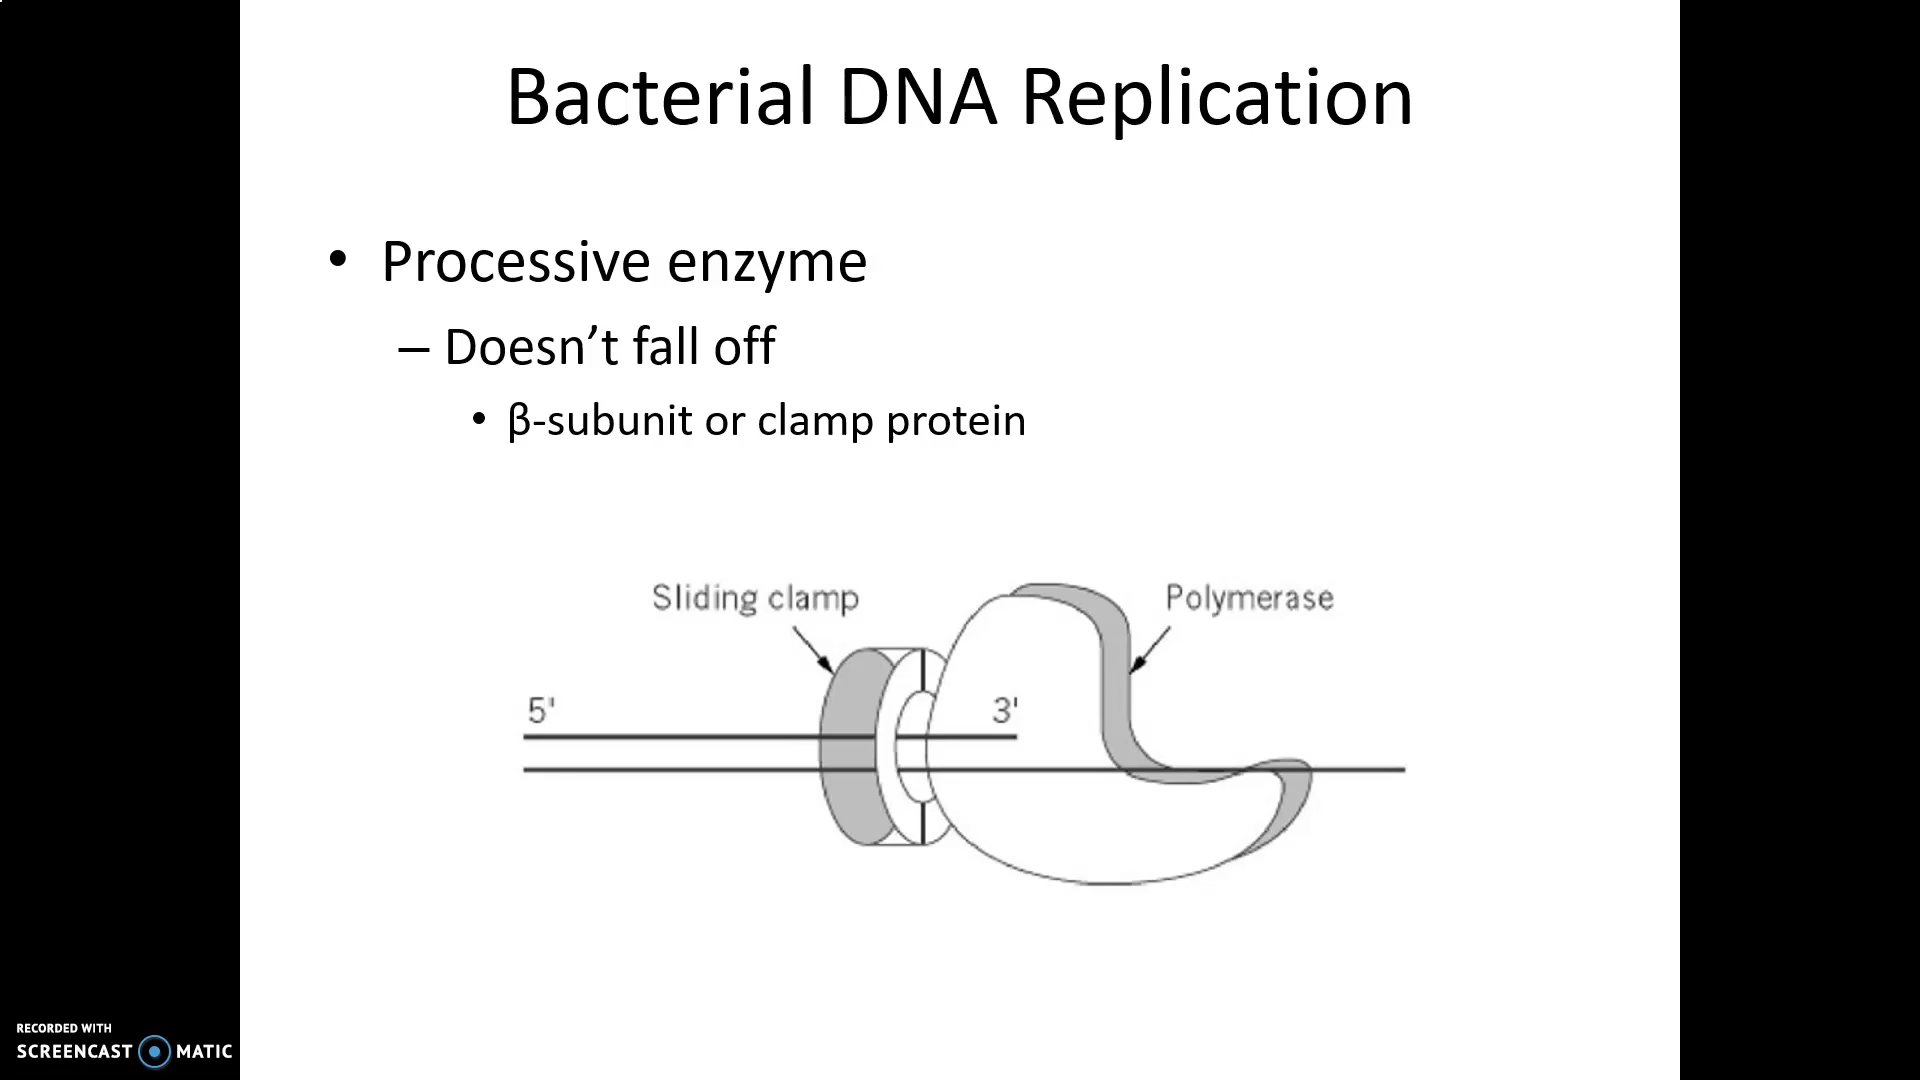 Bacterial DNA Replication
• Processive enzyme
– Doesn’t fall off
• β-subunit or clamp protein
Sliding clamp
Polymerase
5'
3'
RECORDED WITH
SCREENCAST MATIC